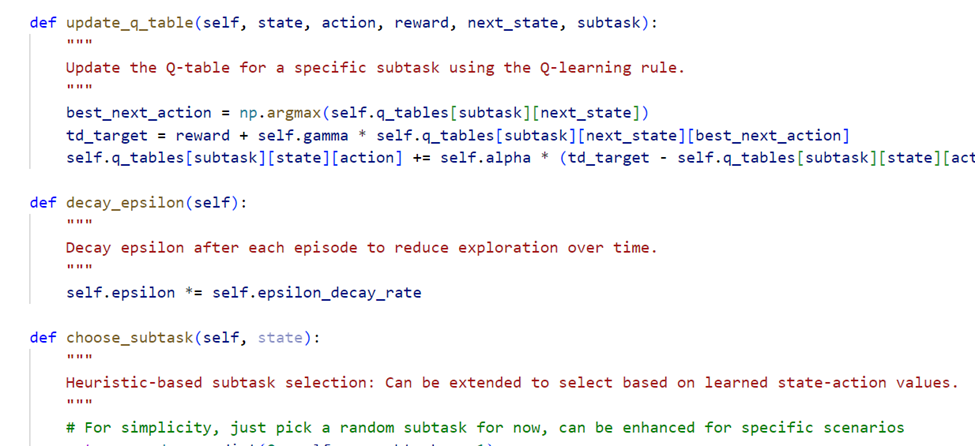 def update_q_table(self, state, action, reward, next_state, subtask):
"""
Update the Q-table for a specific subtask using the Q-learning rule.
"""
best_next_action = np.argmax(self.q_tables[subtask][next_state])
td_target = reward + self.gamma * self.q_tables[subtask][next_state][best_next_action]
self.q_tables[subtask][state][action] += self.alpha * (td_target - self.q_tables[subtask][state][act
def decay_epsilon(self):
"""
Decay epsilon after each episode to reduce exploration over time.
"""
self.epsilon *= self.epsilon_decay_rate
def choose_subtask(self, state):
"""
Heuristic-based subtask selection: Can be extended to select based on learned state-action values.
"""
# For simplicity, just pick a random subtask for now, can be enhanced for specific scenarios